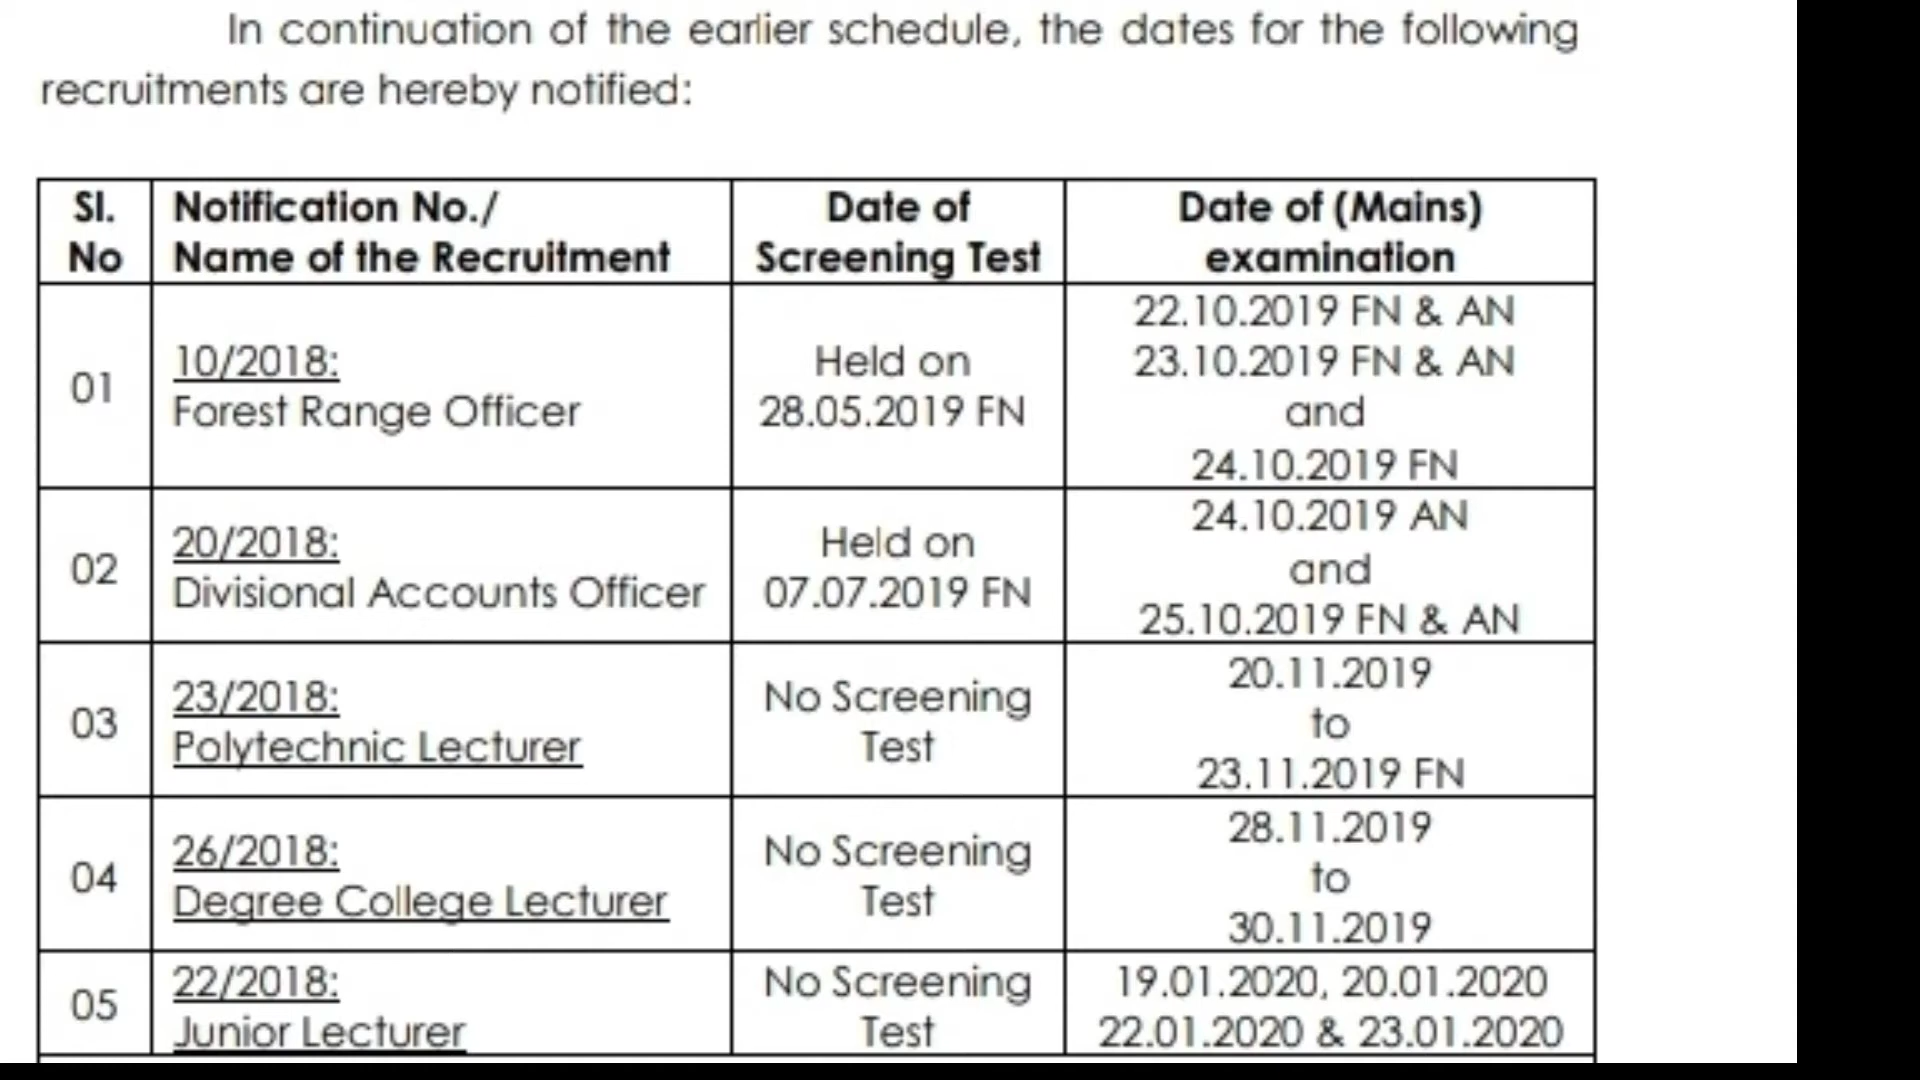 In continuation of the earlier schedule, the dates for the following
recruitments are hereby notified:
Sl. No
Notification No./
Name of the Recruitment
Date of
Screening Test
Date of (Mains)
examination
01
10/2018:
Forest Range Officer
Held on
28.05.2019 FN
22.10.2019 FN & AN
23.10.2019 FN & AN
and
24.10.2019 FN
02
20/2018:
Divisional Accounts Officer
Held on
07.07.2019 FN
24.10.2019 AN
and
25.10.2019 FN & AN
03
23/2018:
Polytechnic Lecturer
No Screening
Test
20.11.2019
to
23.11.2019 FN
04
26/2018:
Degree College Lecturer
No Screening
Test
28.11.2019
to
30.11.2019
05
22/2018:
Junior Lecturer
No Screening
Test
19.01.2020, 20.01.2020
22.01.2020 & 23.01.2020